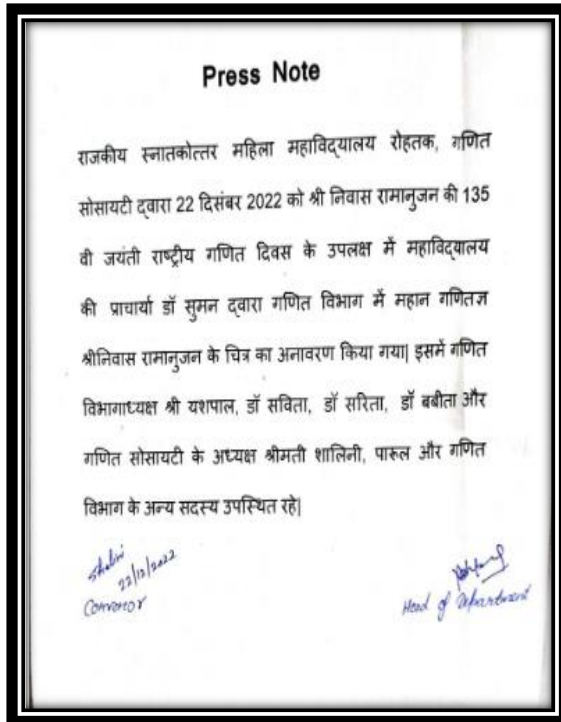 Press Note
राजकीय स्नातकोत्तर महिला महाविद्यालय रोहतक, गणित
सोसायटी द्वारा 22 दिसंबर 2022 को श्री निवास रामानुजन की 135
वी जयंती राष्ट्रीय गणित दिवस के उपलक्ष में महाविद्यालय
की प्राचार्या डॉ सुमन द्वारा गणित विभाग में महान गणितज्ञ
श्रीनिवास रामानुजन के चित्र का अनावरण किया गया| इसमें गणित
विभागाध्यक्ष श्री यशपाल, डॉ सविता, डॉ सरिता, डॉ बबीता और
गणित सोसायटी के अध्यक्ष श्रीमती शालिनी, पारूल और गणित
विभाग के अन्य सदस्य उपस्थित रहे|
Shalini
22/12/2022
Convenor
Head of Department